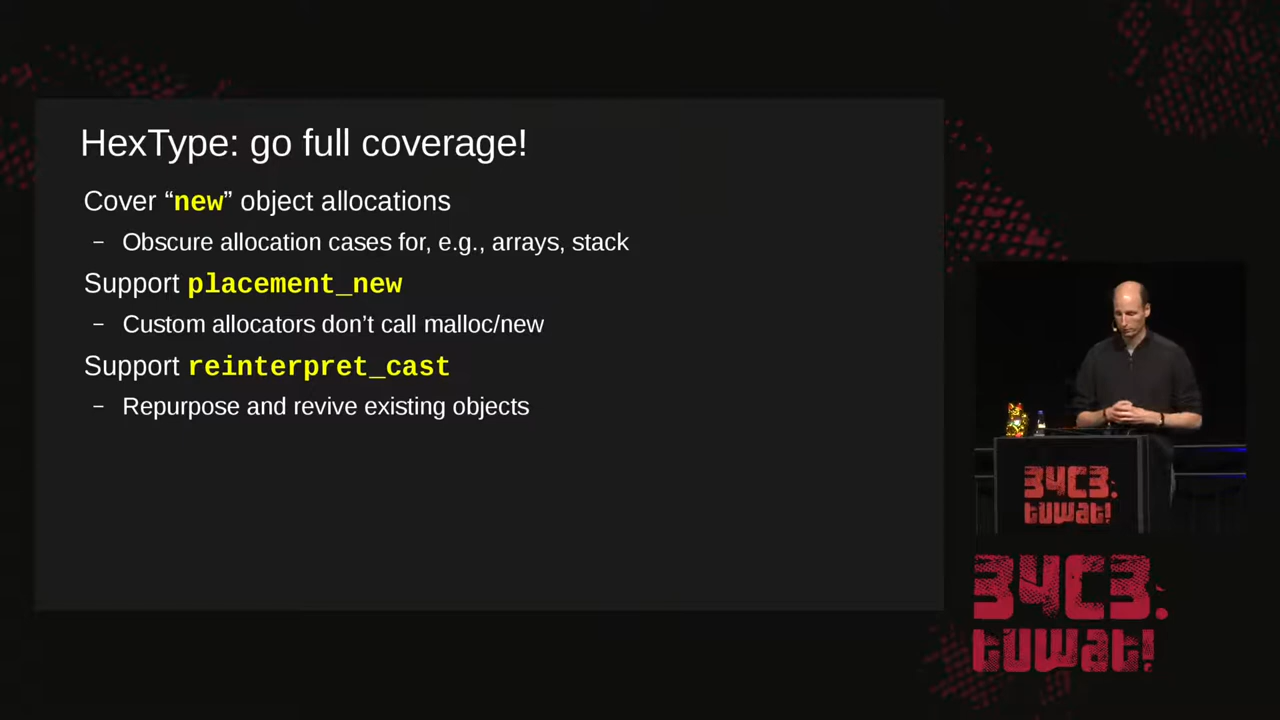 HexType: go full coverage!
Cover “new” object allocations
– Obscure allocation cases for, e.g., arrays, stack
Support placement_new
– Custom allocators don’t call malloc/new
Support reinterpret_cast
– Repurpose and revive existing objects
34C3.
tuwat!
34C3.
tuwat!